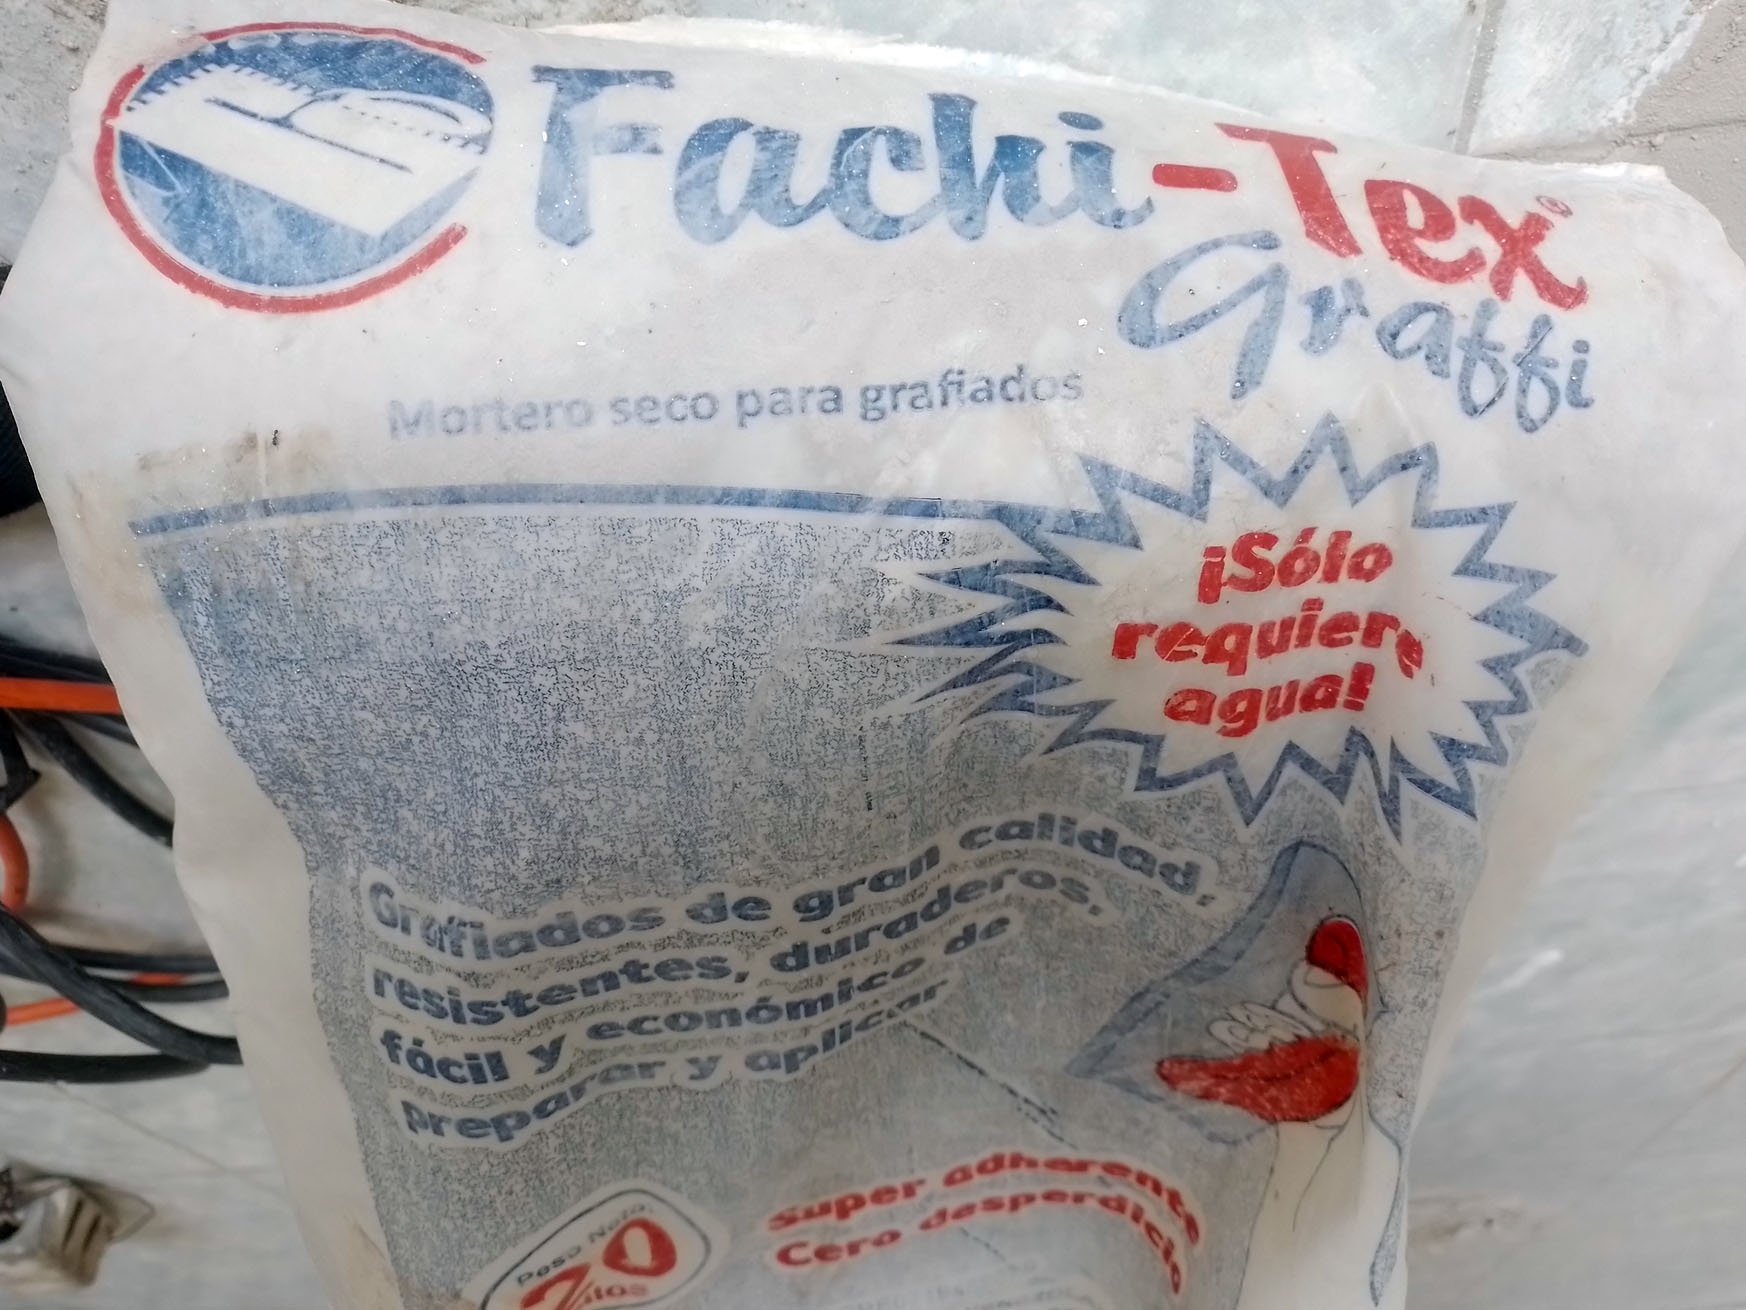 Fachi-Tex®
Graffi
Mortero seco para grafiados
¡Sólo
requiere
agua!
Grafiados de gran calidad,
resistentes, duraderos,
fácil y económico de
preparar y aplicar
Super adherente
Cero desperdicio
Peso Neto:
20
kilos